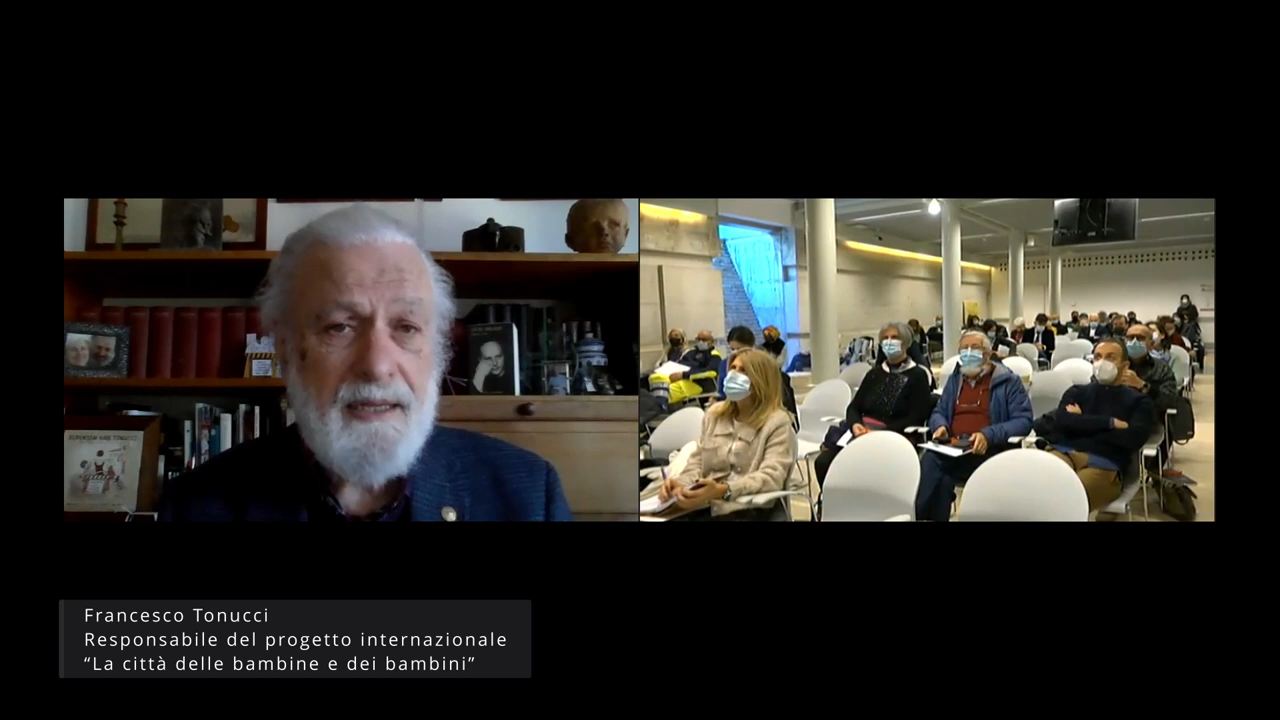 Francesco Tonucci
Responsabile del progetto internazionale
“La città delle bambine e dei bambini”